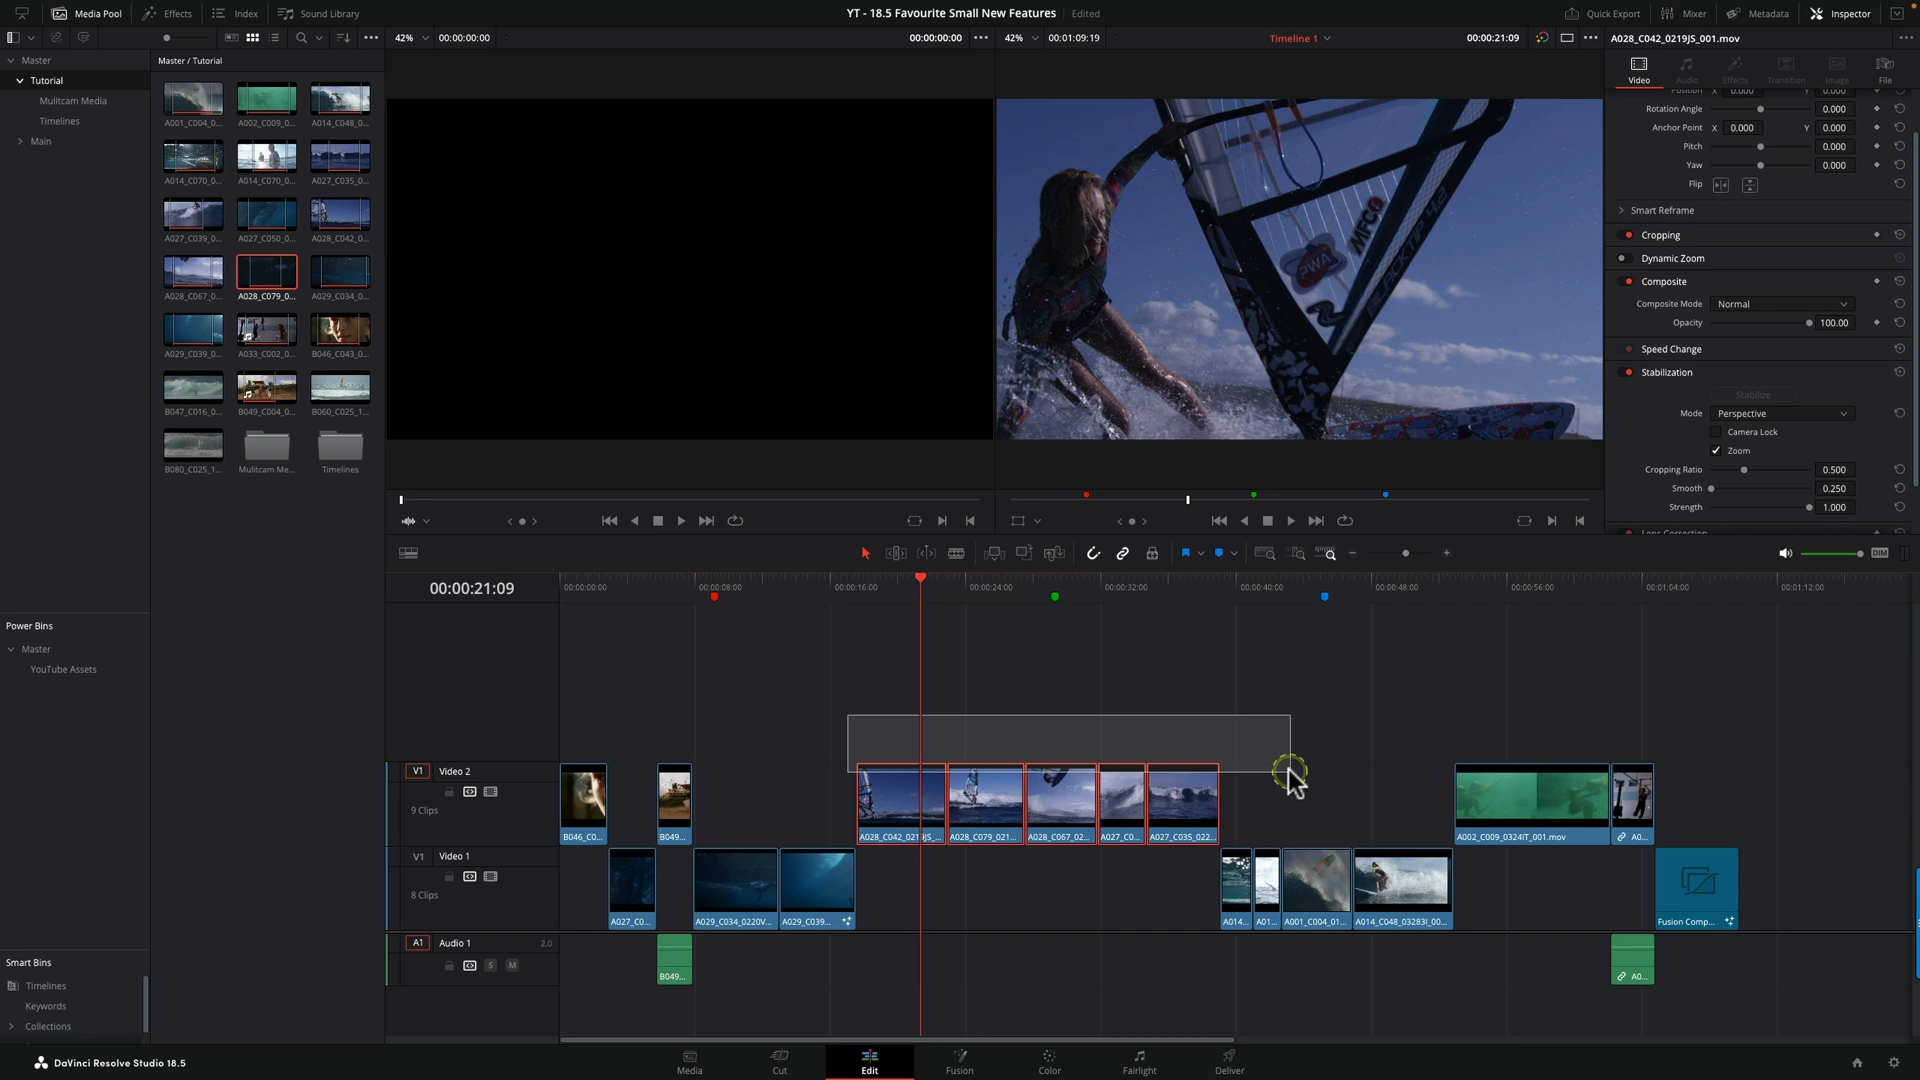 Media Pool
Effects
Index
Sound Library
YT - 18.5 Favourite Small New Features
Edited
Quick Export
Mixer
Metadata
Inspector
42%
00:00:00:00
00:00:00:00
42%
00:01:09:19
Timeline 1
00:00:21:09
A028_C042_0219JS_001.mov
Master
Tutorial
Mulitcam Media
Timelines
Main
Master / Tutorial
A001_C004_0...
A002_C009_0...
A014_C048_0...
A014_C070_0...
A014_C070_0...
A027_C035_0...
A027_C039_0...
A027_C050_0...
A028_C042_0...
A028_C067_0...
A028_C079_0...
A029_C034_0...
A029_C039_0...
A033_C002_0...
B046_C043_0...
B047_C016_0...
B049_C004_0...
B060_C025_1...
B080_C025_1...
Mulitcam Me...
Timelines
MFC
PWA
Video
Audio
Effects
Transition
Image
File
Position X 0.000 Y 0.000
Rotation Angle 0.000
Anchor Point X 0.000 Y 0.000
Pitch 0.000
Yaw 0.000
Flip
Smart Reframe
Cropping
Dynamic Zoom
Composite
Composite Mode Normal
Opacity 100.00
Speed Change
Stabilization
Stabilize
Mode Perspective
Camera Lock
Zoom
Cropping Ratio 0.500
Smooth 0.250
Strength 1.000
Lens Correction
DIM
00:00:21:09
00:00:00:00
00:00:08:00
00:00:16:00
00:00:24:00
00:00:32:00
00:00:40:00
00:00:48:00
00:00:56:00
00:01:04:00
00:01:12:00
Power Bins
Master
YouTube Assets
V1 Video 2
9 Clips
B046_C0...
B049...
A028_C042_0219JS_...
A028_C079_021...
A028_C067_02...
A027_C0...
A027_C035_022...
A002_C009_0324IT_001.mov
A0...
V1 Video 1
8 Clips
A027_C0...
A029_C034_0220V...
A029_C039...
A014...
A01...
A001_C004_01...
A014_C048_03283I_00...
Fusion Comp...
A1 Audio 1 2.0
S M
B049...
A0...
Smart Bins
Timelines
Keywords
Collections
DaVinci Resolve Studio 18.5
Media
Cut
Edit
Fusion
Color
Fairlight
Deliver